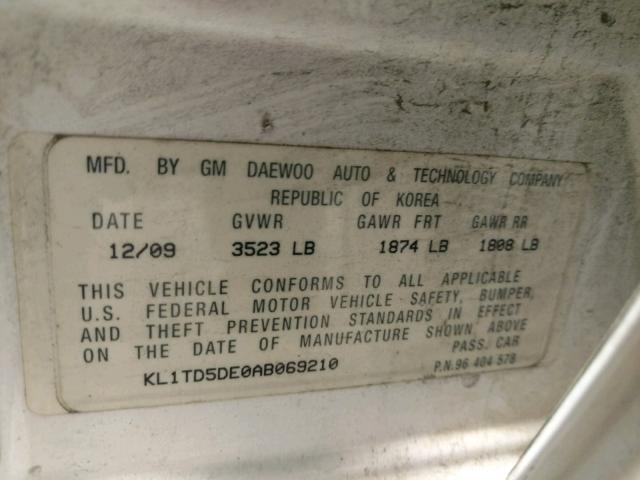 MFD. BY GM DAEWOO AUTO & TECHNOLOGY COMPANY
REPUBLIC OF KOREA
DATE GVWR GAWR FRT GAWR RR
12/09 3523 LB 1874 LB 1808 LB
THIS VEHICLE CONFORMS TO ALL APPLICABLE
U.S. FEDERAL MOTOR VEHICLE SAFETY, BUMPER,
AND THEFT PREVENTION STANDARDS IN EFFECT
ON THE DATE OF MANUFACTURE SHOWN ABOVE
PASS. CAR
KL1TD5DE0AB069210 P.N.96 404 578